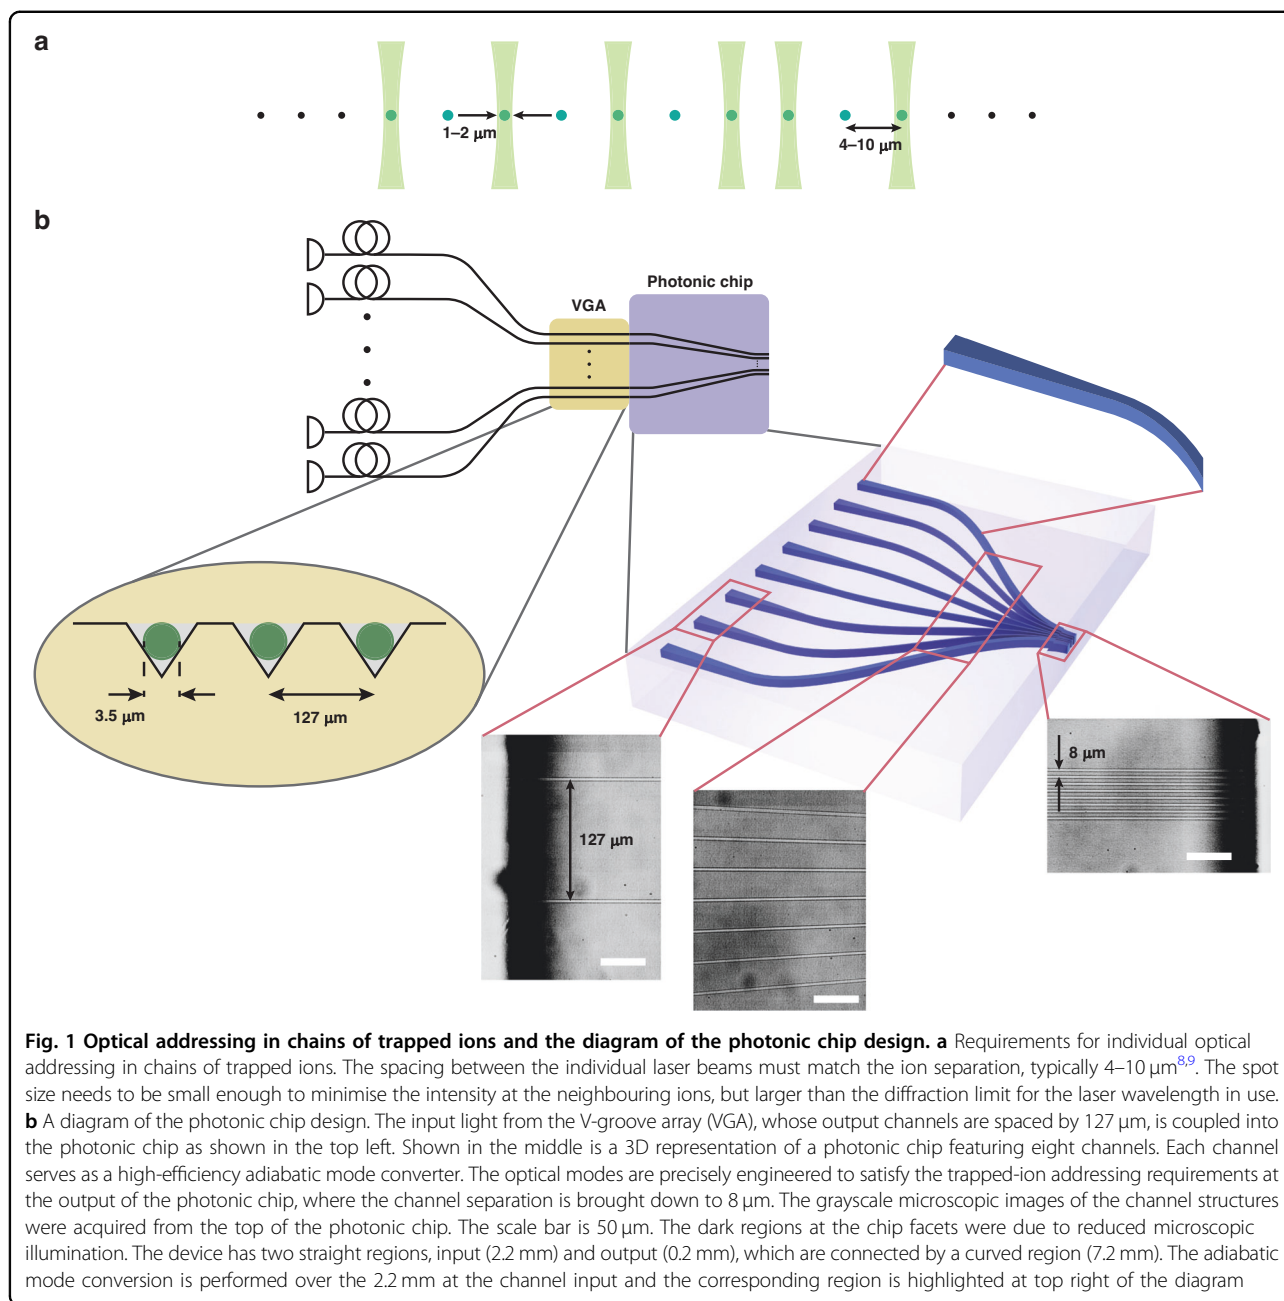 a
1–2 μm
4–10 μm
b
Photonic chip
VGA
3.5 μm
127 μm
8 μm
127 μm
Fig. 1 Optical addressing in chains of trapped ions and the diagram of the photonic chip design. a Requirements for individual optical
addressing in chains of trapped ions. The spacing between the individual laser beams must match the ion separation, typically 4–10 μm8,9. The spot
size needs to be small enough to minimise the intensity at the neighbouring ions, but larger than the diffraction limit for the laser wavelength in use.
b A diagram of the photonic chip design. The input light from the V-groove array (VGA), whose output channels are spaced by 127 μm, is coupled into
the photonic chip as shown in the top left. Shown in the middle is a 3D representation of a photonic chip featuring eight channels. Each channel
serves as a high-efficiency adiabatic mode converter. The optical modes are precisely engineered to satisfy the trapped-ion addressing requirements at
the output of the photonic chip, where the channel separation is brought down to 8 μm. The grayscale microscopic images of the channel structures
were acquired from the top of the photonic chip. The scale bar is 50 μm. The dark regions at the chip facets were due to reduced microscopic
illumination. The device has two straight regions, input (2.2 mm) and output (0.2 mm), which are connected by a curved region (7.2 mm). The adiabatic
mode conversion is performed over the 2.2 mm at the channel input and the corresponding region is highlighted at top right of the diagram